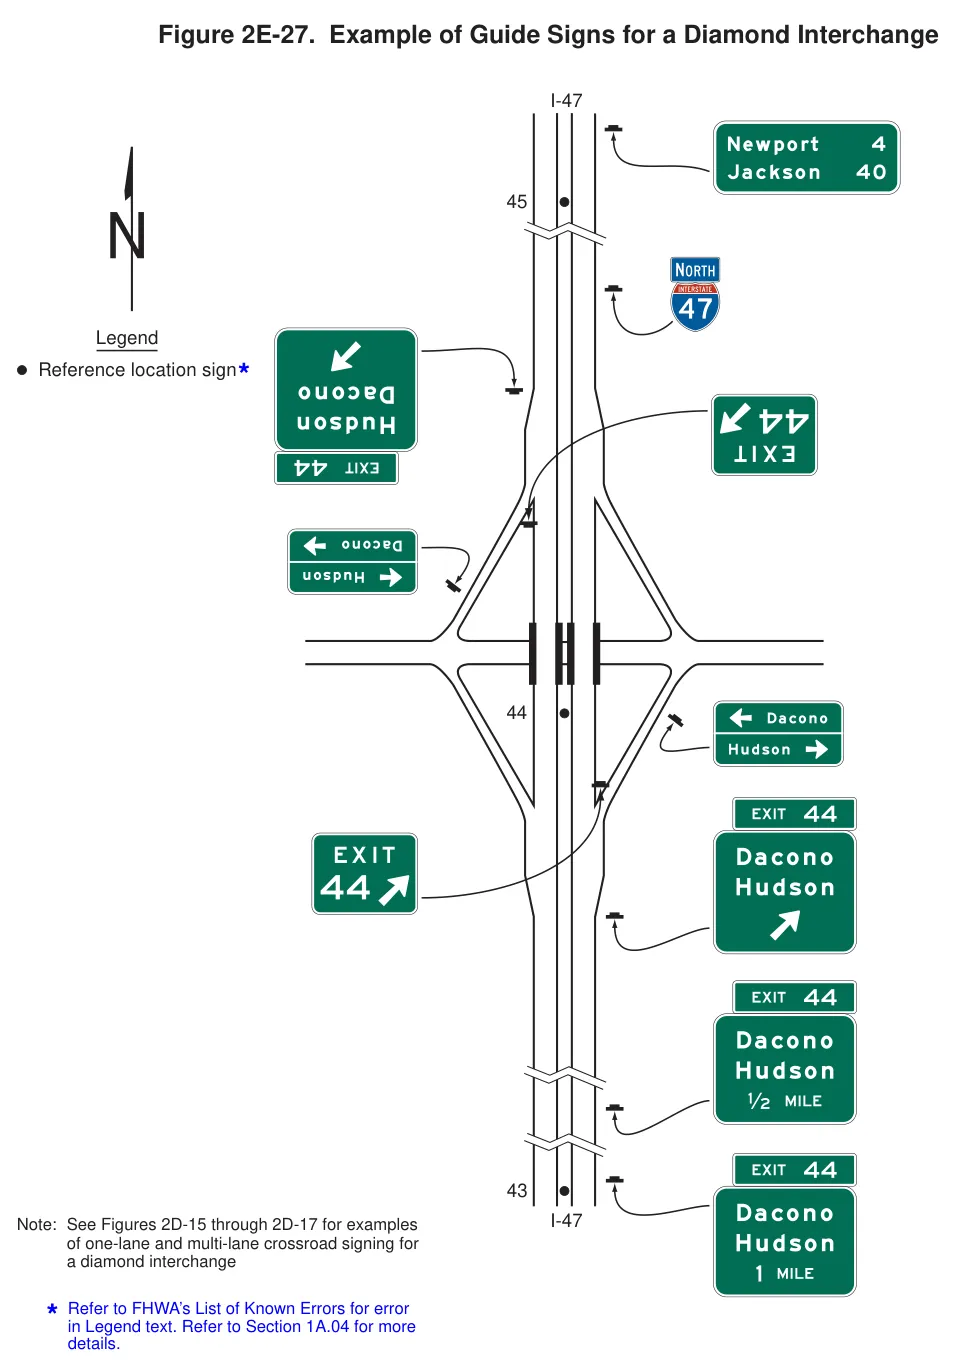 Figure 2E-27.  Example of Guide Signs for a Diamond Interchange
I-47
Newport 4
Jackson 40
45
N
NORTH
INTERSTATE
47
Legend
Reference location sign*
Hudson
Dacono
EXIT 44
EXIT
44
Hudson
Dacono
44
Dacono
Hudson
EXIT 44
Dacono
Hudson
EXIT
44
EXIT 44
Dacono
Hudson
1/2 MILE
EXIT 44
Dacono
Hudson
1 MILE
43
I-47
Note: See Figures 2D-15 through 2D-17 for examples
of one-lane and multi-lane crossroad signing for
a diamond interchange
* Refer to FHWA's List of Known Errors for error
in Legend text. Refer to Section 1A.04 for more
details.